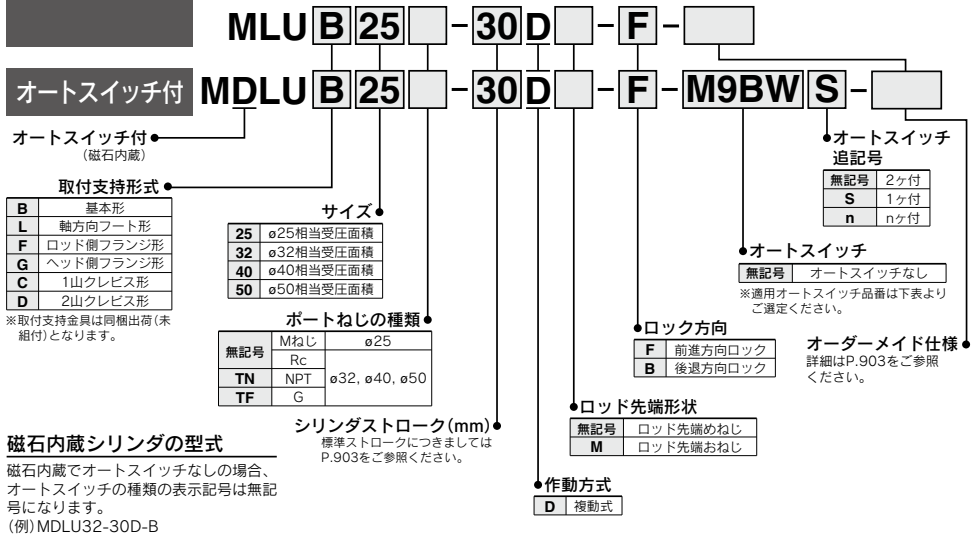 MLU B 25 - 30 D - F -
オートスイッチ付 MDLU B 25 - 30 D - F - M9BW S -
オートスイッチ付
(磁石内蔵)
取付支持形式
B 基本形
L 軸方向フート形
F ロッド側フランジ形
G ヘッド側フランジ形
C 1山クレビス形
D 2山クレビス形
※取付支持金具は同梱出荷(未
組付)となります。
サイズ
25 ø25相当受圧面積
32 ø32相当受圧面積
40 ø40相当受圧面積
50 ø50相当受圧面積
ポートねじの種類
無記号 Mねじ ø25
Rc ø32, ø40, ø50
TN NPT
TF G
シリンダストローク(mm)
標準ストロークにつきましては
P.903をご参照ください。
作動方式
D 複動式
ロッド先端形状
無記号 ロッド先端めねじ
M ロッド先端おねじ
ロック方向
F 前進方向ロック
B 後退方向ロック
オートスイッチ
無記号 オートスイッチなし
※適用オートスイッチ品番は下表より
ご選定ください。
オートスイッチ
追記号
無記号 2ヶ付
S 1ヶ付
n nヶ付
オーダーメイド仕様
詳細はP.903をご参照
ください。
磁石内蔵シリンダの型式
磁石内蔵でオートスイッチなしの場合、
オートスイッチの種類の表示記号は無記
号になります。
(例)MDLU32-30D-B